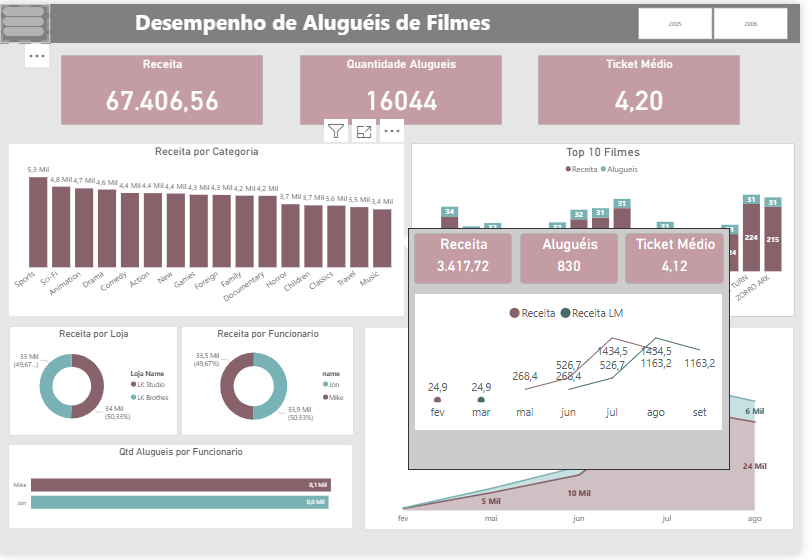 Desempenho de Aluguéis de Filmes
2005
2006
Receita
67.406,56
Quantidade Alugueis
16044
Ticket Médio
4,20
Receita por Categoria
5,3 Mil
4,8 Mil
4,7 Mil
4,6 Mil
4,4 Mil
4,4 Mil
4,4 Mil
4,3 Mil
4,3 Mil
4,2 Mil
4,2 Mil
3,7 Mil
3,7 Mil
3,6 Mil
3,5 Mil
3,4 Mil
Sports
Sci-Fi
Animation
Drama
Comedy
Action
New
Games
Foreign
Family
Documentary
Horror
Children
Classics
Travel
Music
Top 10 Filmes
Receita Alugueis
34
32
31
31
31
224
215
TURN
ZORRO ARK
Receita
3.417,72
Aluguéis
830
Ticket Médio
4,12
Receita Receita LM
24,9
24,9
268,4
526,7
268,4
1434,5
526,7
1434,5
1163,2
1163,2
fev
mar
mai
jun
jul
ago
set
Receita por Loja
33 Mil
(49,67...)
34 Mil
(50,33%)
Loja Name
LK Studio
LK Brothes
Receita por Funcionario
33,5 Mil
(49,67%)
33,9 Mil
(50,33%)
name
Jon
Mike
Qtd Alugueis por Funcionario
Mike
8,1 Mil
Jon
8,0 Mil
6 Mil
24 Mil
10 Mil
5 Mil
fev
mai
jun
jul
ago